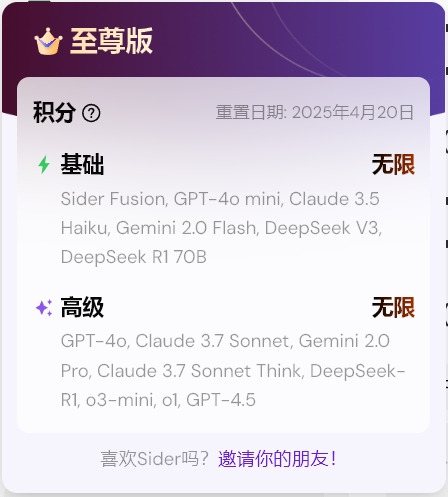 至尊版
积分 ? 重置日期: 2025年4月20日
基础 无限
Sider Fusion, GPT-4o mini, Claude 3.5
Haiku, Gemini 2.0 Flash, DeepSeek V3,
DeepSeek R1 70B
高级 无限
GPT-4o, Claude 3.7 Sonnet, Gemini 2.0
Pro, Claude 3.7 Sonnet Think, DeepSeek-
R1, o3-mini, o1, GPT-4.5
喜欢Sider吗？邀请你的朋友！